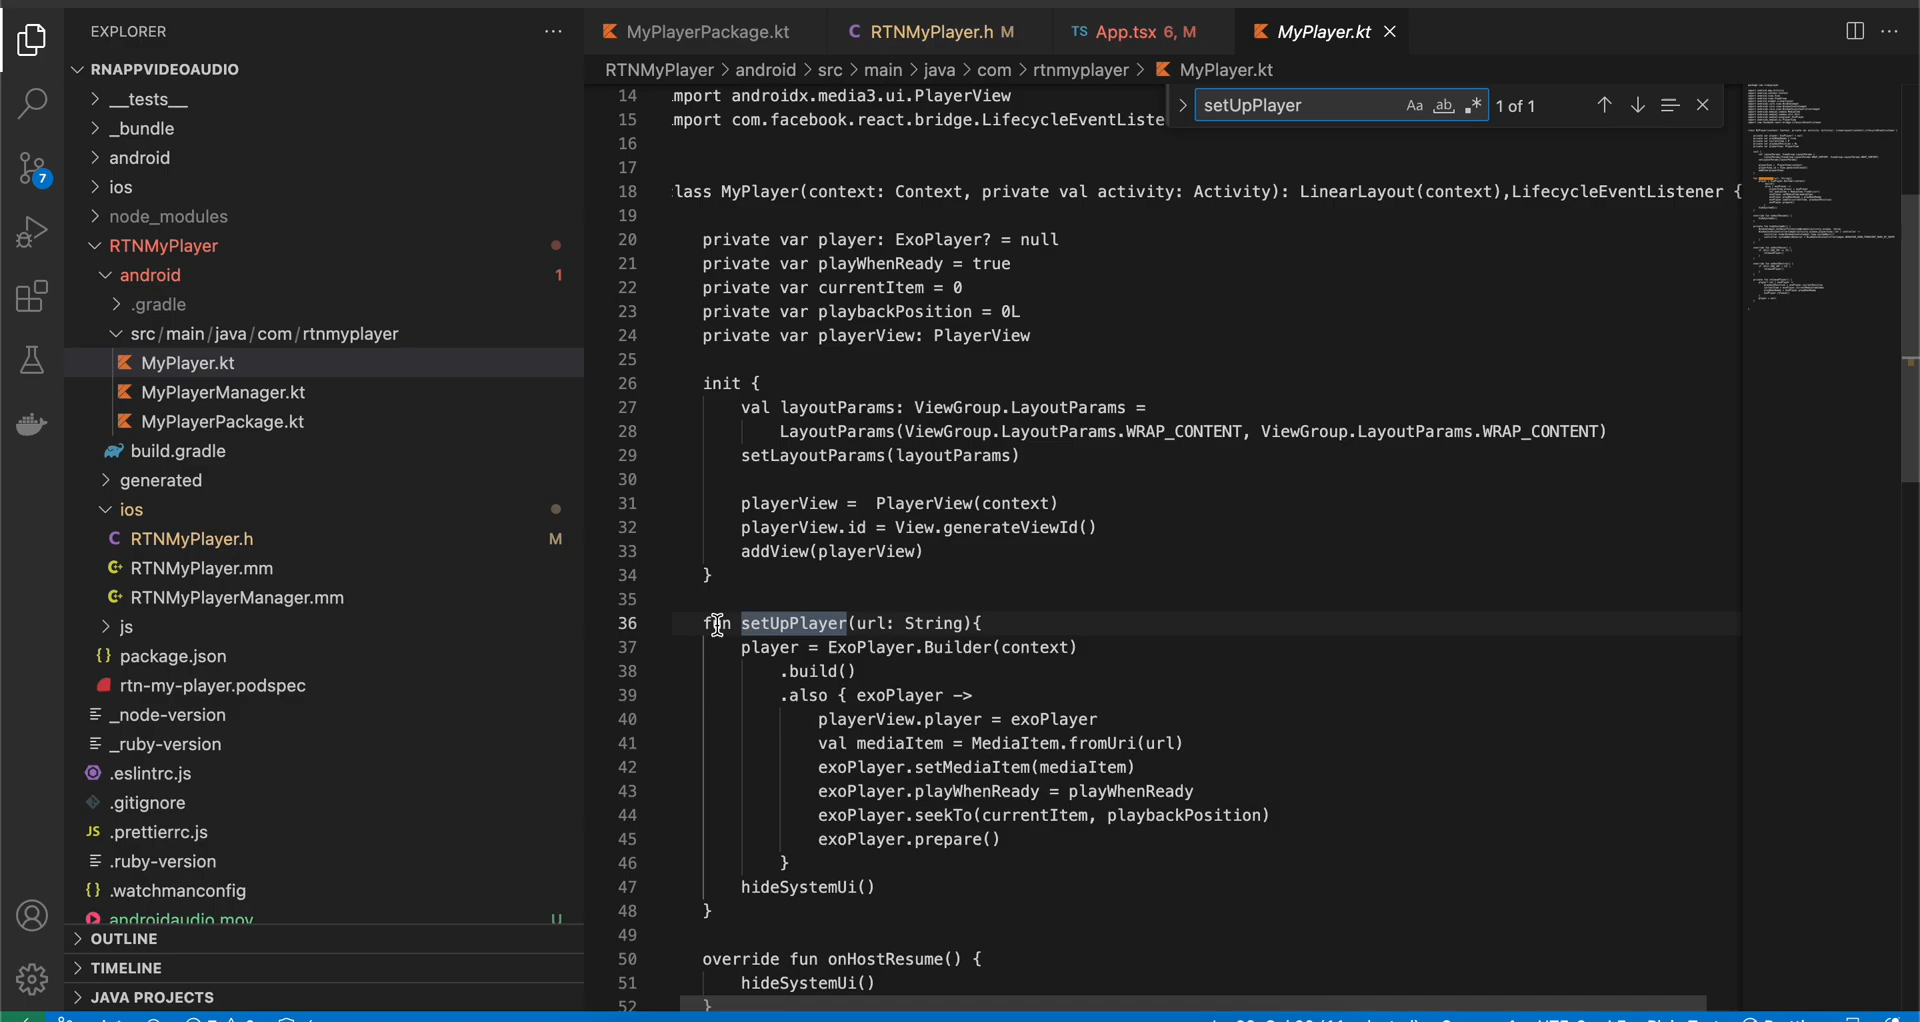 EXPLORER
RNAPPVIDEOAUDIO
__tests__
_bundle
android
ios
node_modules
RTNMyPlayer
android 1
.gradle
src/main/java/com/rtnmyplayer
MyPlayer.kt
MyPlayerManager.kt
MyPlayerPackage.kt
build.gradle
generated
ios
RTNMyPlayer.h M
RTNMyPlayer.mm
RTNMyPlayerManager.mm
js
package.json
rtn-my-player.podspec
_node-version
_ruby-version
.eslintrc.js
.gitignore
JS .prettierrc.js
.ruby-version
.watchmanconfig
androidaudio.mov U
OUTLINE
TIMELINE
JAVA PROJECTS
7
MyPlayerPackage.kt C RTNMyPlayer.h M TS App.tsx 6, M MyPlayer.kt
RTNMyPlayer > android > src > main > java > com > rtnmyplayer > MyPlayer.kt
setUpPlayer Aa ab 1 of 1
14 mport androidx.media3.ui.PlayerView
15 mport com.facebook.react.bridge.LifecycleEventListe
16
17
18 lass MyPlayer(context: Context, private val activity: Activity): LinearLayout(context),LifecycleEventListener {
19
20 private var player: ExoPlayer? = null
21 private var playWhenReady = true
22 private var currentItem = 0
23 private var playbackPosition = 0L
24 private var playerView: PlayerView
25
26 init {
27 val layoutParams: ViewGroup.LayoutParams =
28 LayoutParams(ViewGroup.LayoutParams.WRAP_CONTENT, ViewGroup.LayoutParams.WRAP_CONTENT)
29 setLayoutParams(layoutParams)
30
31 playerView =  PlayerView(context)
32 playerView.id = View.generateViewId()
33 addView(playerView)
34 }
35
36 fun setUpPlayer(url: String){
37 player = ExoPlayer.Builder(context)
38 .build()
39 .also { exoPlayer ->
40 playerView.player = exoPlayer
41 val mediaItem = MediaItem.fromUri(url)
42 exoPlayer.setMediaItem(mediaItem)
43 exoPlayer.playWhenReady = playWhenReady
44 exoPlayer.seekTo(currentItem, playbackPosition)
45 exoPlayer.prepare()
46 }
47 hideSystemUi()
48 }
49
50 override fun onHostResume() {
51 hideSystemUi()
52 }